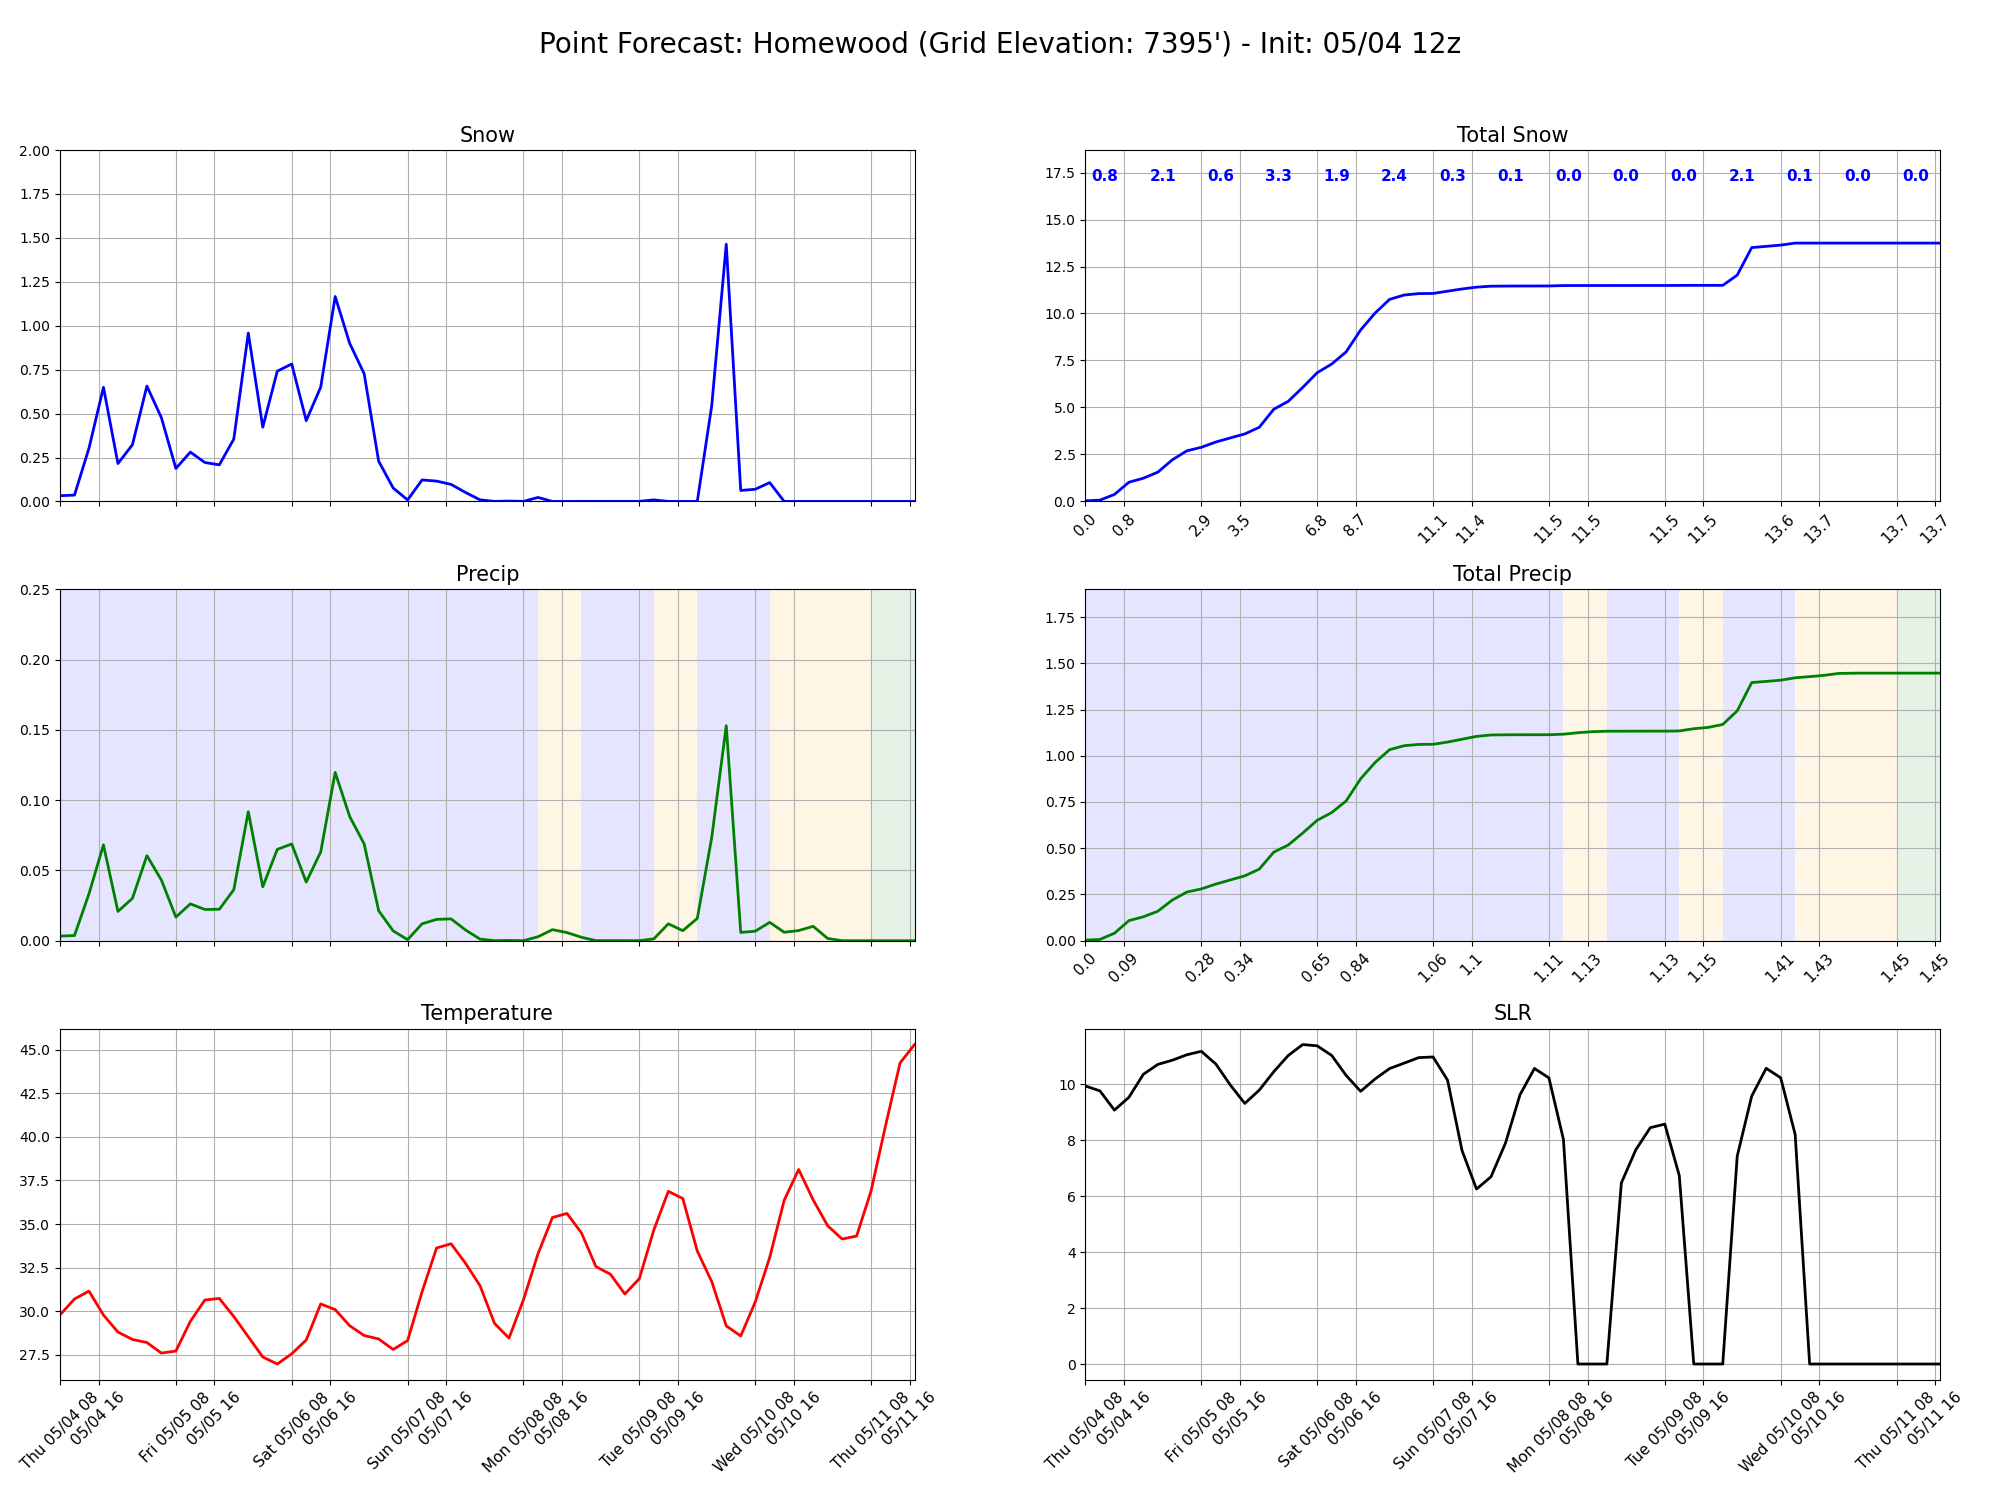 Point Forecast: Homewood (Grid Elevation: 7395') - Init: 05/04 12z
Snow
2.00
1.75
1.50
1.25
1.00
0.75
0.50
0.25
0.00
Total Snow
17.5
15.0
12.5
10.0
7.5
5.0
2.5
0.0
0.8 2.1 0.6 3.3 1.9 2.4 0.3 0.1 0.0 0.0 0.0 2.1 0.1 0.0 0.0
0.0 0.8 2.9 3.5 6.8 8.7 11.1 11.4 11.5 11.5 11.5 11.5 13.6 13.7 13.7 13.7
Precip
0.25
0.20
0.15
0.10
0.05
0.00
Total Precip
1.75
1.50
1.25
1.00
0.75
0.50
0.25
0.00
0.0 0.09 0.28 0.34 0.65 0.84 1.06 1.1 1.11 1.13 1.13 1.15 1.41 1.43 1.45 1.45
Temperature
45.0
42.5
40.0
37.5
35.0
32.5
30.0
27.5
Thu 05/04 08
05/04 16
Fri 05/05 08
05/05 16
Sat 05/06 08
05/06 16
Sun 05/07 08
05/07 16
Mon 05/08 08
05/08 16
Tue 05/09 08
05/09 16
Wed 05/10 08
05/10 16
Thu 05/11 08
05/11 16
SLR
10
8
6
4
2
0
Thu 05/04 08
05/04 16
Fri 05/05 08
05/05 16
Sat 05/06 08
05/06 16
Sun 05/07 08
05/07 16
Mon 05/08 08
05/08 16
Tue 05/09 08
05/09 16
Wed 05/10 08
05/10 16
Thu 05/11 08
05/11 16